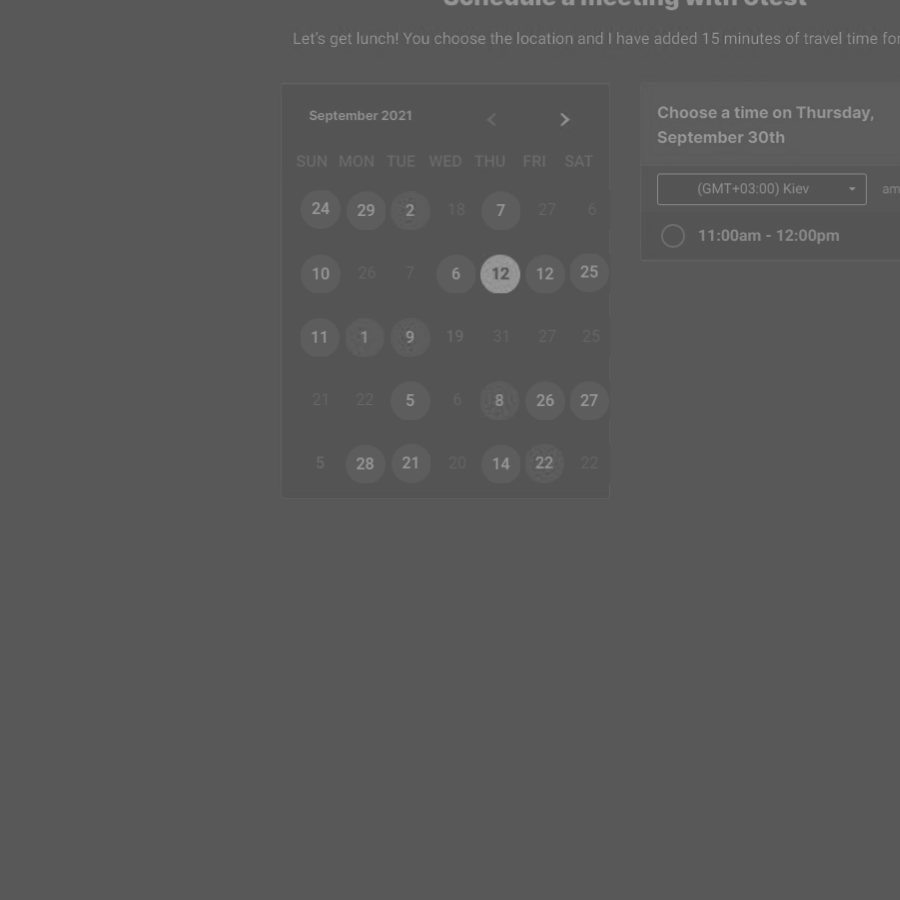 Schedule a meeting with Jtest
Let's get lunch! You choose the location and I have added 15 minutes of travel time for
September 2021
SUN MON TUE WED THU FRI SAT
24 29 2 18 7 27 6
10 26 7 6 12 12 25
11 1 9 19 31 27 25
21 22 5 6 8 26 27
5 28 21 20 14 22 22
Choose a time on Thursday,
September 30th
(GMT+03:00) Kiev am
11:00am - 12:00pm